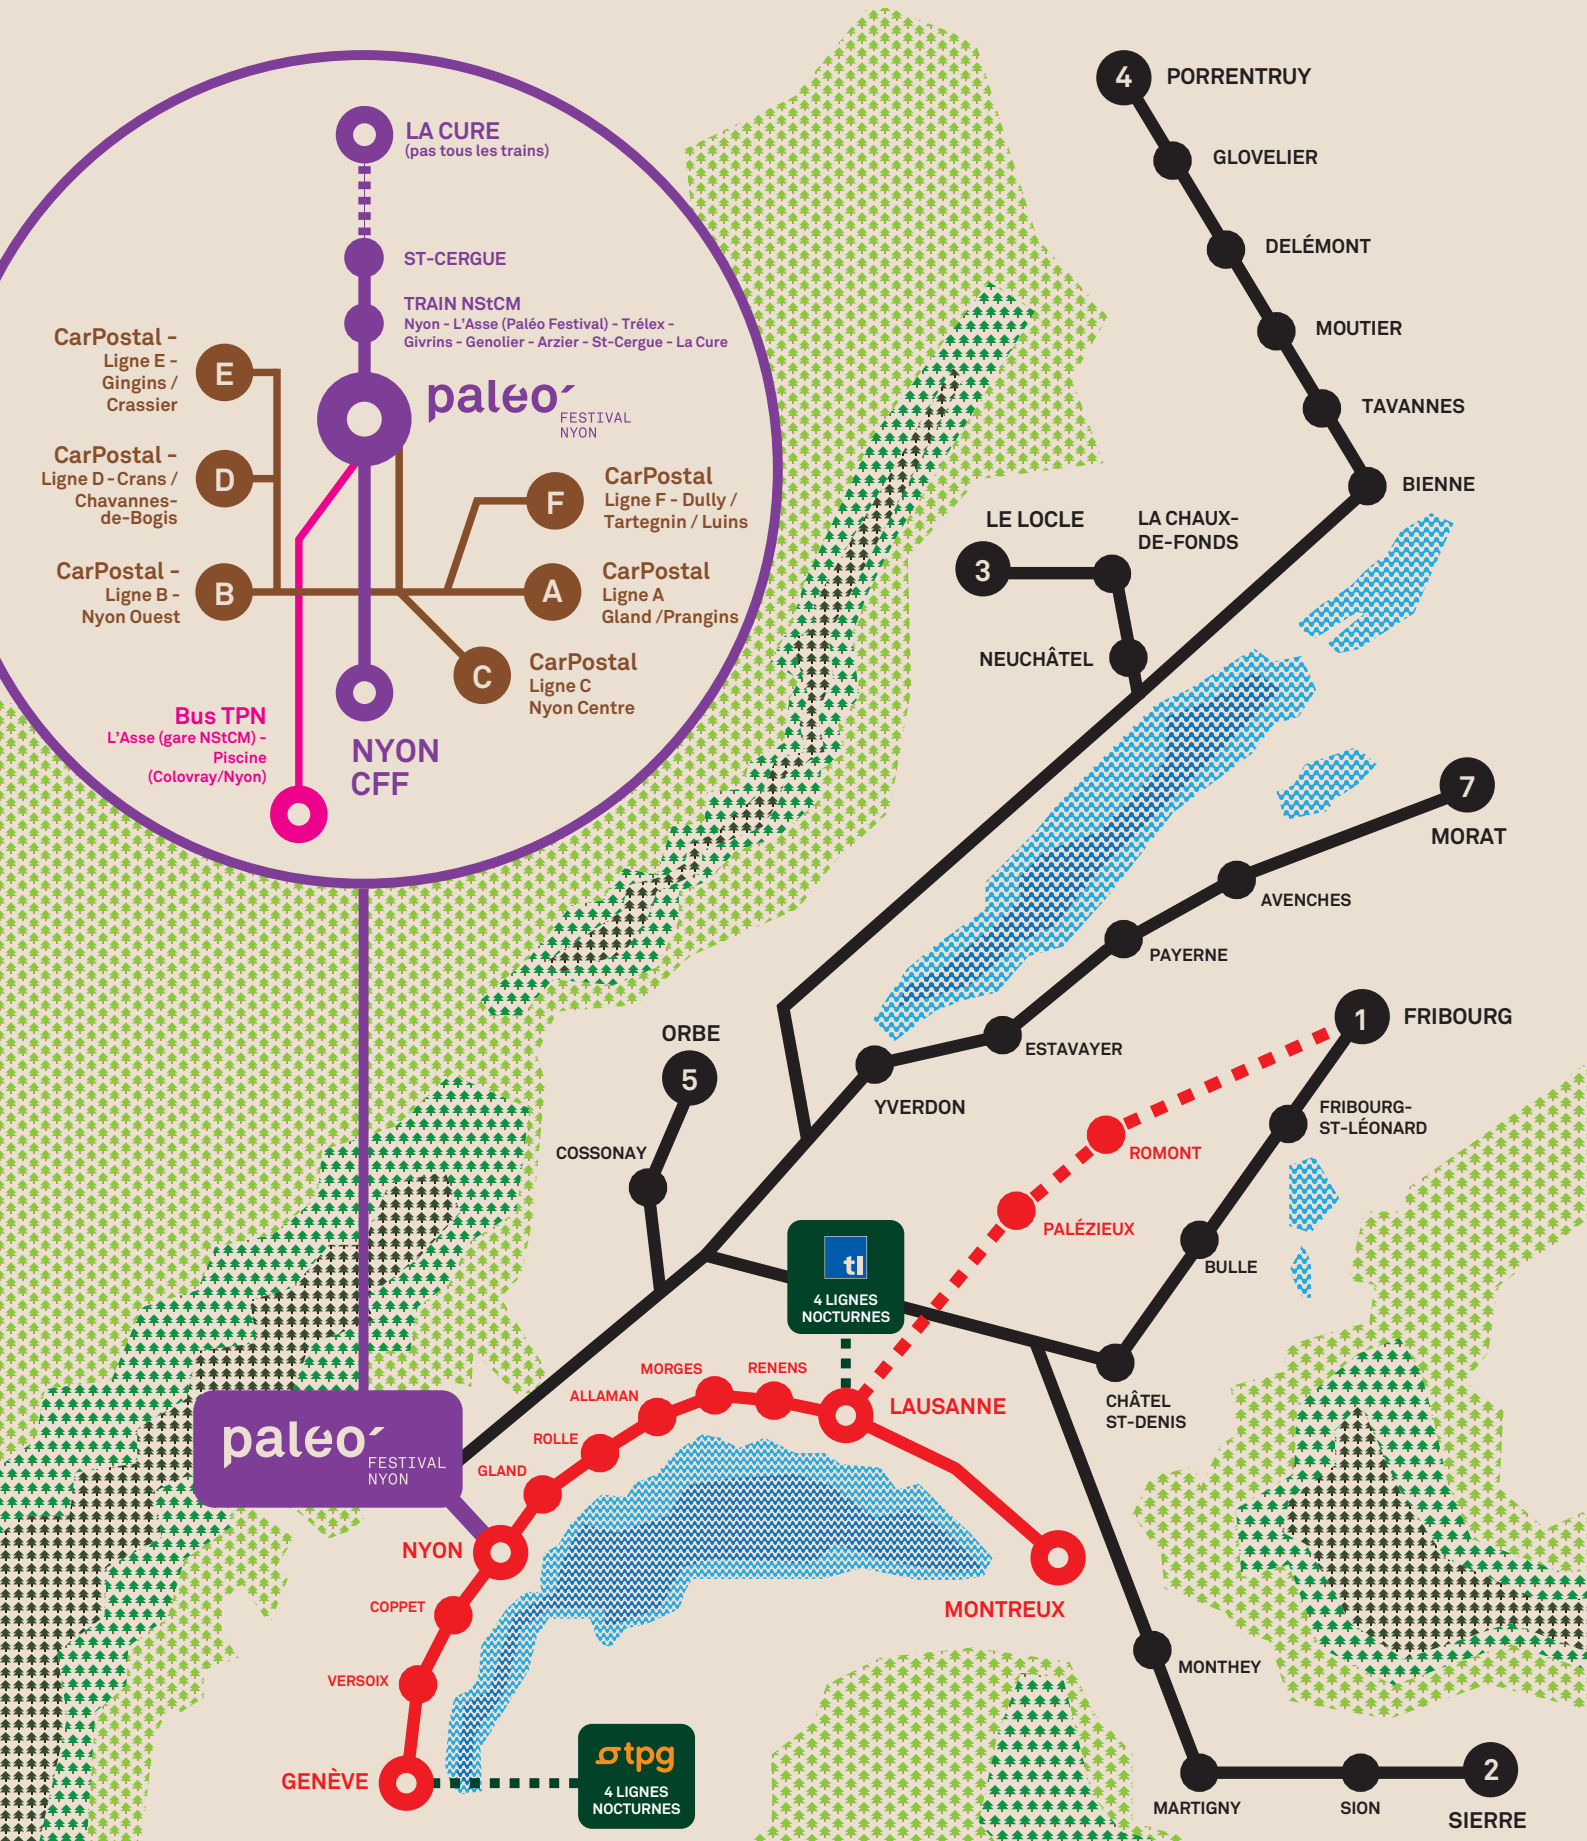 LA CURE
(pas tous les trains)
ST-CERGUE
TRAIN NStCM
Nyon - L'Asse (Paléo Festival) - Trélex -
Givrins - Genolier - Arzier - St-Cergue - La Cure
paléo
FESTIVAL
NYON
CarPostal -
Ligne E -
Gingins /
Crassier
E
CarPostal -
Ligne D - Crans /
Chavannes-
de-Bogis
D
CarPostal -
Ligne B -
Nyon Ouest
B
F
CarPostal
Ligne F - Dully /
Tartegnin / Luins
A
CarPostal
Ligne A
Gland /Prangins
C
CarPostal
Ligne C
Nyon Centre
Bus TPN
L'Asse (gare NStCM) -
Piscine
(Colovray/Nyon)
NYON
CFF
4
PORRENTRUY
GLOVELIER
DELÉMONT
MOUTIER
TAVANNES
BIENNE
LE LOCLE
3
LA CHAUX-
DE-FONDS
NEUCHÂTEL
7
MORAT
AVENCHES
PAYERNE
ESTAVAYER
YVERDON
ORBE
5
COSSONAY
1
FRIBOURG
FRIBOURG-
ST-LÉONARD
ROMONT
PALÉZIEUX
BULLE
CHÂTEL
ST-DENIS
tl
4 LIGNES
NOCTURNES
MORGES
RENENS
ALLAMAN
LAUSANNE
ROLLE
GLAND
paléo
FESTIVAL
NYON
NYON
MONTREUX
COPPET
VERSOIX
GENÈVE
tpg
4 LIGNES
NOCTURNES
MONTHEY
MARTIGNY
SION
2
SIERRE